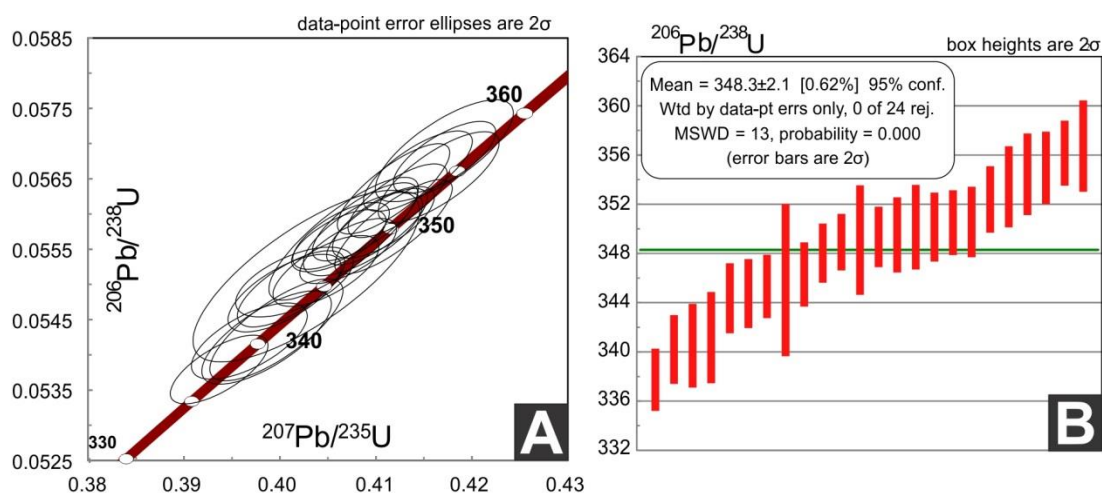 data-point error ellipses are 2σ
0.0585
0.0575
0.0565
0.0555
0.0545
0.0535
0.0525
²⁰⁶Pb/²³⁸U
360
350
340
330
²⁰⁷Pb/²³⁵U
A
0.38
0.39
0.40
0.41
0.42
0.43
²⁰⁶Pb/²³⁸U
box heights are 2σ
364
360
356
352
348
344
340
336
332
Mean = 348.3±2.1 [0.62%] 95% conf.
Wtd by data-pt errs only, 0 of 24 rej.
MSWD = 13, probability = 0.000
(error bars are 2σ)
B